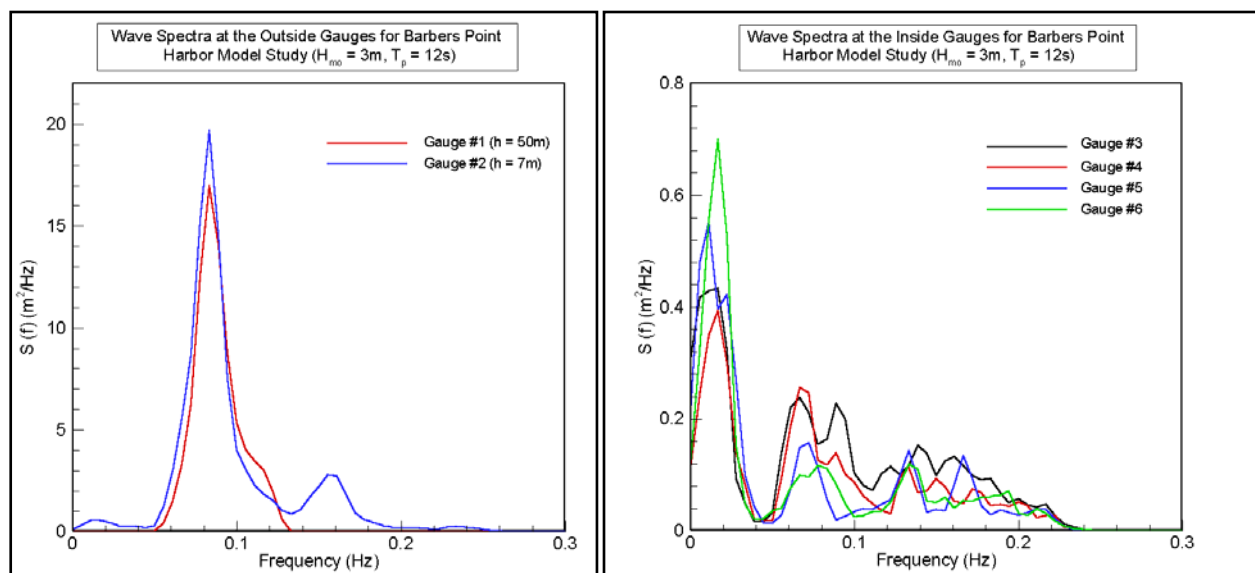 Wave Spectra at the Outside Gauges for Barbers Point
Harbor Model Study (Hmo = 3m, Tp = 12s)
20
15
10
5
0
S (f) (m²/Hz)
Gauge #1 (h = 50m)
Gauge #2 (h = 7m)
0
0.1
0.2
0.3
Frequency (Hz)
Wave Spectra at the Inside Gauges for Barbers Point
Harbor Model Study (Hmo = 3m, Tp = 12s)
0.8
0.6
0.4
0.2
0
S (f) (m²/Hz)
Gauge #3
Gauge #4
Gauge #5
Gauge #6
0
0.1
0.2
0.3
Frequency (Hz)